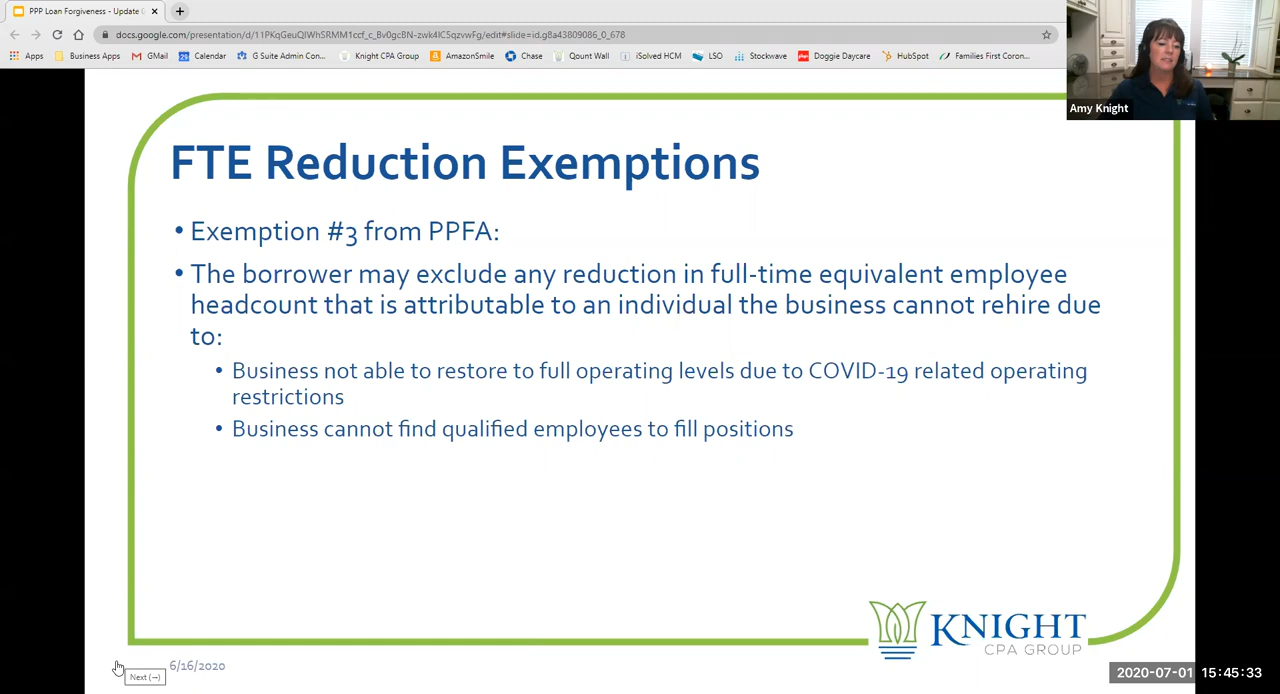 PPP Loan Forgiveness - Update
docs.google.com/presentation/d/11PKqGeuQIWhSRMM1ccf_c_Bv0gcBN-zwk4IC5qzvwFg/edit#slide=id.g8a43809086_0_678
Apps Business Apps GMail Calendar G Suite Admin Con... Knight CPA Group AmazonSmile Chase Qount Wall iSolved HCM LSO Stockwave Doggie Daycare HubSpot Families First Coron...
Amy Knight
FTE Reduction Exemptions
• Exemption #3 from PPFA:
• The borrower may exclude any reduction in full-time equivalent employee
headcount that is attributable to an individual the business cannot rehire due
to:
• Business not able to restore to full operating levels due to COVID-19 related operating
restrictions
• Business cannot find qualified employees to fill positions
KNIGHT
CPA GROUP
6/16/2020
Next (→)
2020-07-01 15:45:33